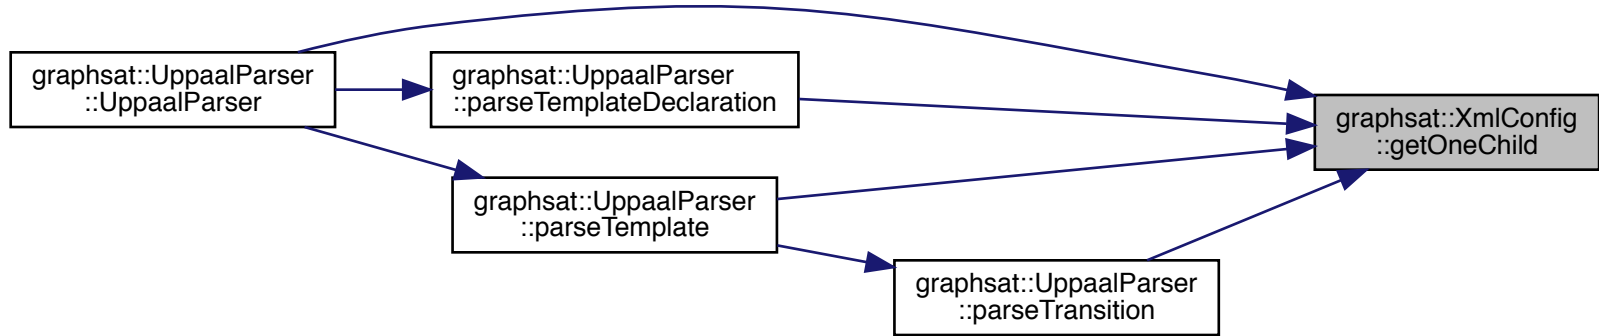 graphsat::UppaalParser
::UppaalParser
graphsat::UppaalParser
::parseTemplateDeclaration
graphsat::XmlConfig
::getOneChild
graphsat::UppaalParser
::parseTemplate
graphsat::UppaalParser
::parseTransition